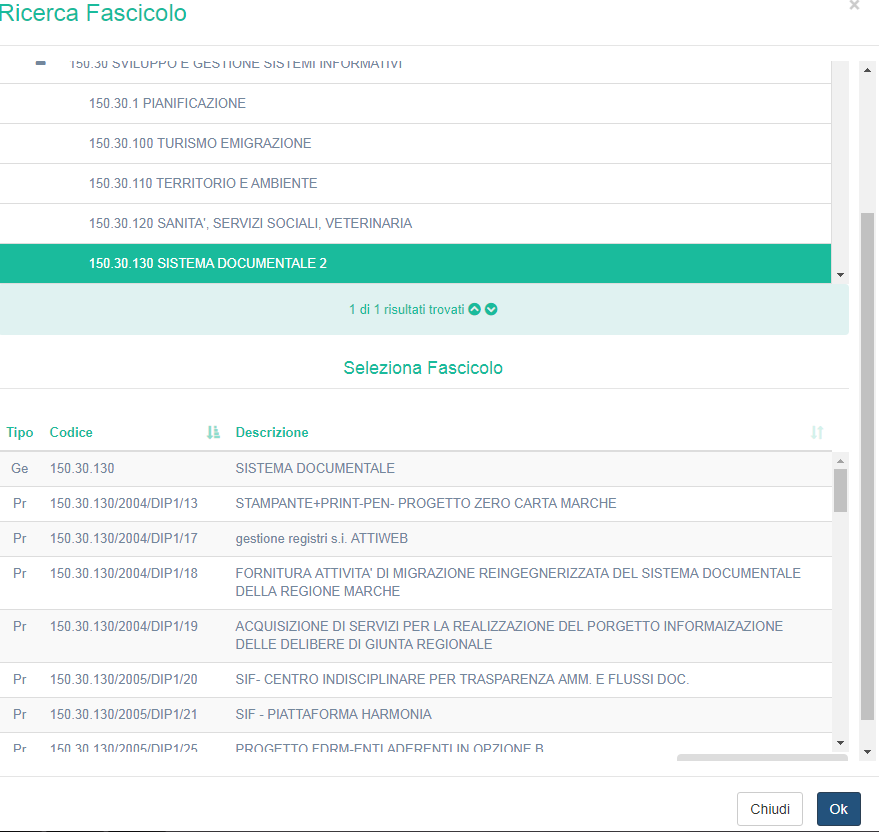 Ricerca Fascicolo
×
150.30 SVILUPPO E GESTIONE SISTEMI INFORMATIVI
150.30.1 PIANIFICAZIONE
150.30.100 TURISMO EMIGRAZIONE
150.30.110 TERRITORIO E AMBIENTE
150.30.120 SANITA', SERVIZI SOCIALI, VETERINARIA
150.30.130 SISTEMA DOCUMENTALE 2
1 di 1 risultati trovati
Seleziona Fascicolo
Tipo Codice Descrizione
Ge 150.30.130 SISTEMA DOCUMENTALE
Pr 150.30.130/2004/DIP1/13 STAMPANTE+PRINT-PEN- PROGETTO ZERO CARTA MARCHE
Pr 150.30.130/2004/DIP1/17 gestione registri s.i. ATTIWEB
Pr 150.30.130/2004/DIP1/18 FORNITURA ATTIVITA' DI MIGRAZIONE REINGEGNERIZZATA DEL SISTEMA DOCUMENTALE
DELLA REGIONE MARCHE
Pr 150.30.130/2004/DIP1/19 ACQUISIZIONE DI SERVIZI PER LA REALIZZAZIONE DEL PORGETTO INFORMAIZAZIONE
DELLE DELIBERE DI GIUNTA REGIONALE
Pr 150.30.130/2005/DIP1/20 SIF- CENTRO INDISCIPLINARE PER TRASPARENZA AMM. E FLUSSI DOC.
Pr 150.30.130/2005/DIP1/21 SIF - PIATTAFORMA HARMONIA
Pr 150.30.130/2005/DIP1/25 PROGETTO FDRM-ENTI ADERENTI IN OPZIONE B
Chiudi Ok